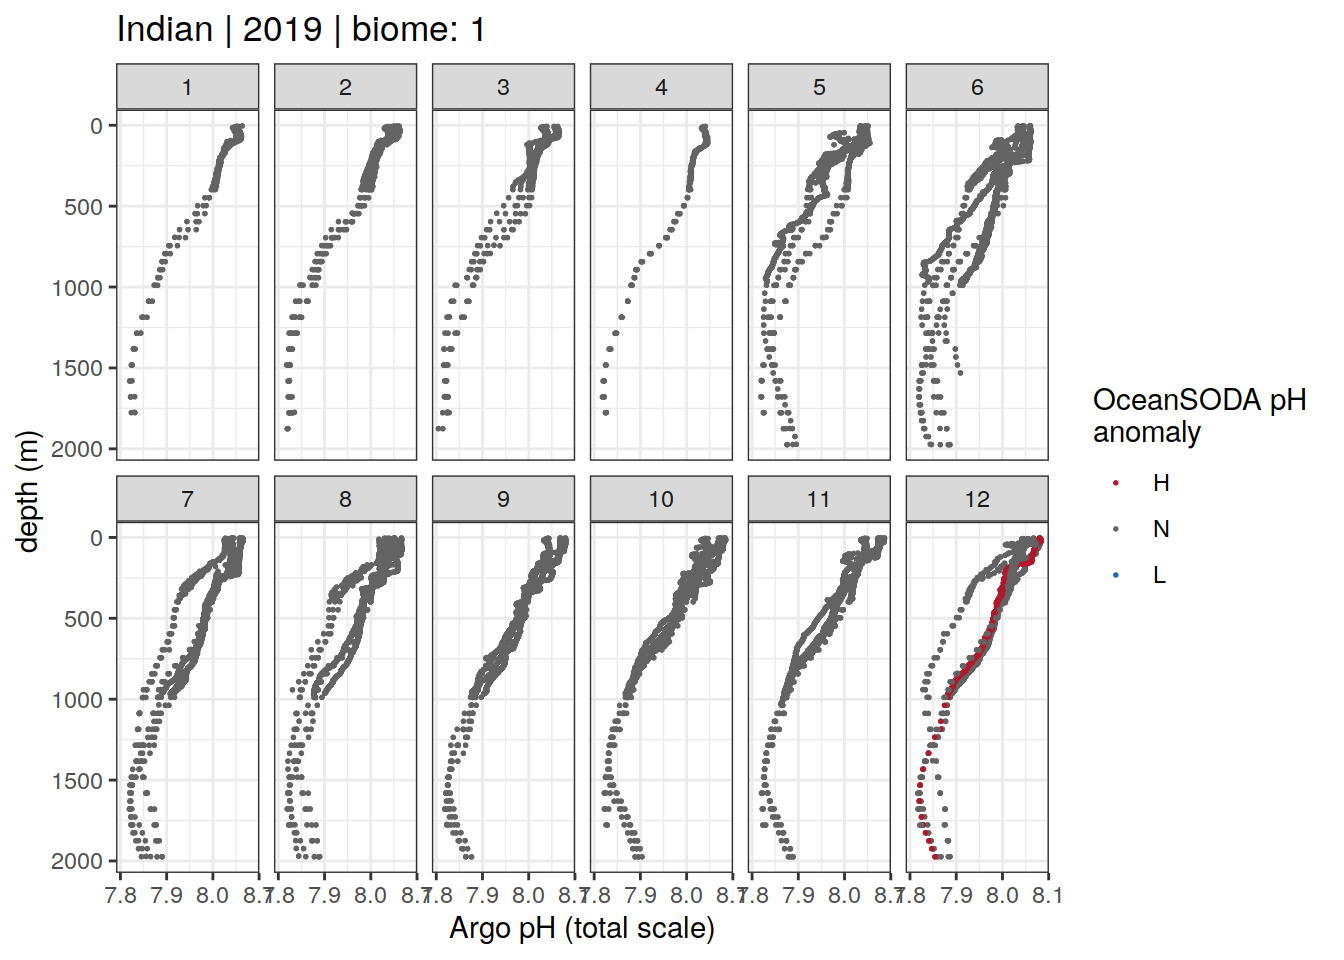 Indian | 2019 | biome: 1
1 2 3 4 5 6
0
500
1000
1500
2000
7 8 9 10 11 12
0
500
1000
1500
2000
7.8 7.9 8.0 8.1 7.8 7.9 8.0 8.1 7.8 7.9 8.0 8.1 7.8 7.9 8.0 8.1 7.8 7.9 8.0 8.1 7.8 7.9 8.0 8.1
Argo pH (total scale)
depth (m)
OceanSODA pH
anomaly
H
N
L